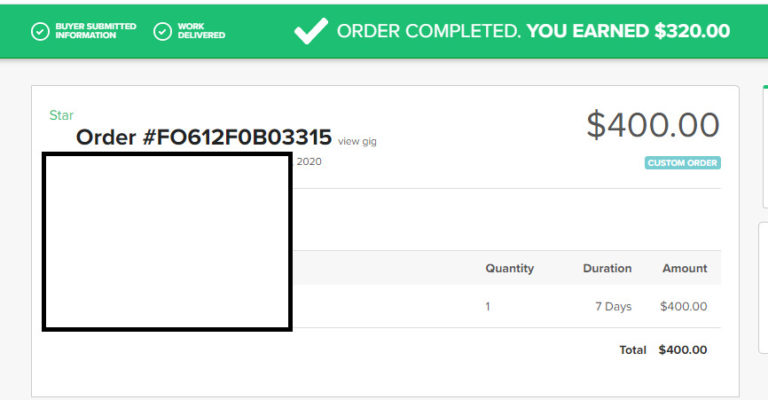 BUYER SUBMITTED
INFORMATION
WORK
DELIVERED
ORDER COMPLETED. YOU EARNED $320.00
Star
Order #FO612F0B03315 view gig
$400.00
2020
CUSTOM ORDER
Quantity Duration Amount
1 7 Days $400.00
Total $400.00